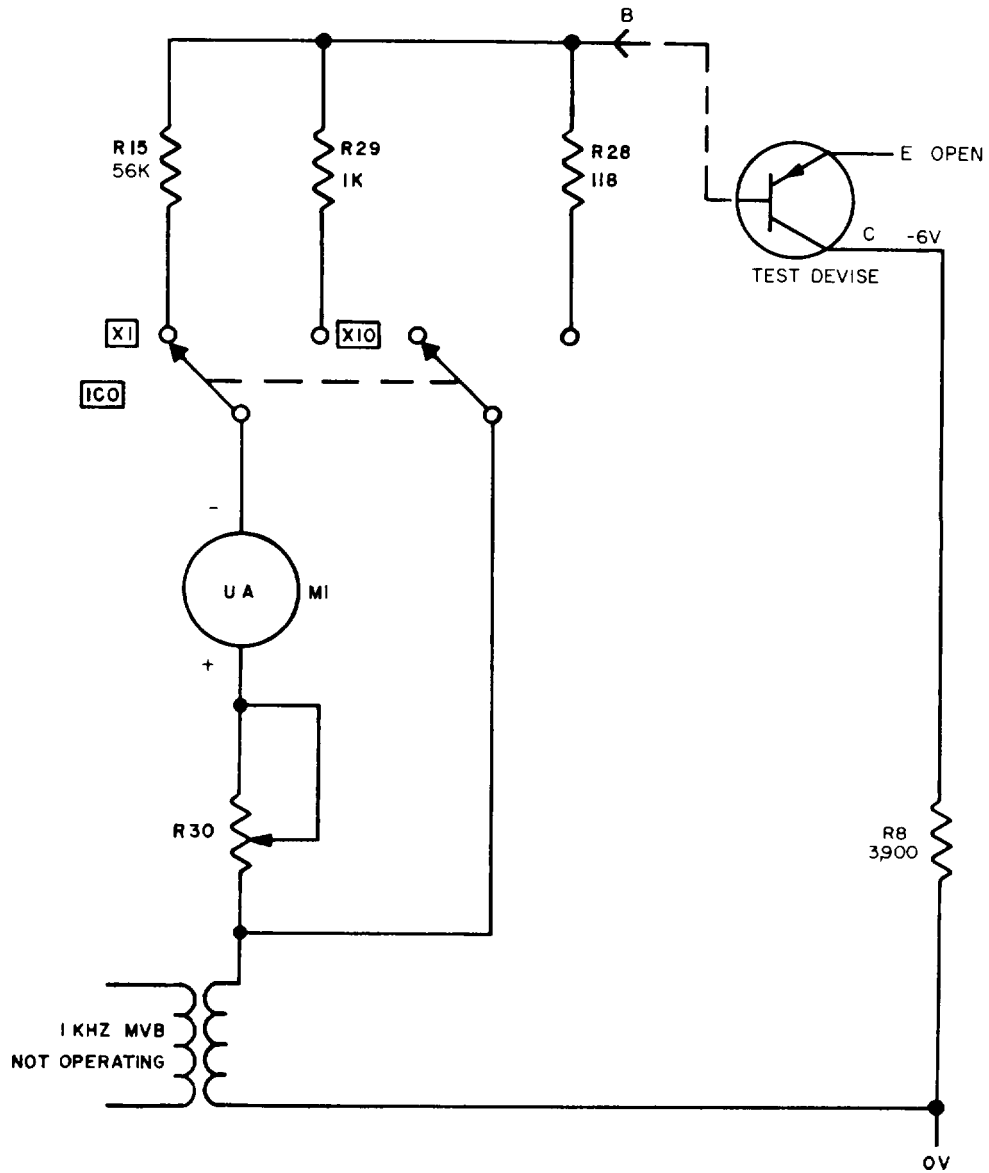 B
R15
56K
R29
1K
R28
118
E OPEN
C -6V
TEST DEVISE
X1
X10
ICO
-
UA
M1
+
R30
R8
3,900
1 KHZ MVB
NOT OPERATING
0V